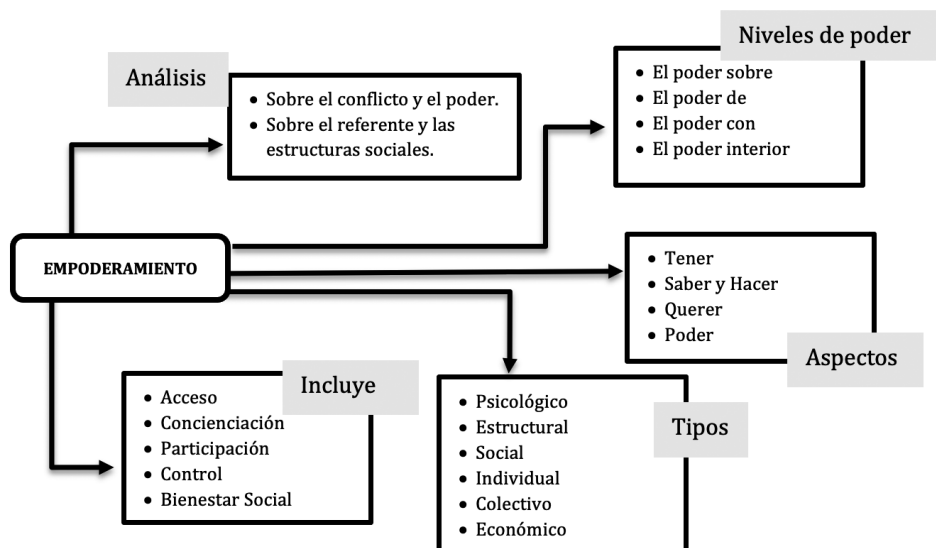 Análisis
• Sobre el conflicto y el poder.
• Sobre el referente y las
estructuras sociales.
Niveles de poder
• El poder sobre
• El poder de
• El poder con
• El poder interior
EMPODERAMIENTO
• Tener
• Saber y Hacer
• Querer
• Poder
Aspectos
Incluye
• Acceso
• Concienciación
• Participación
• Control
• Bienestar Social
Tipos
• Psicológico
• Estructural
• Social
• Individual
• Colectivo
• Económico